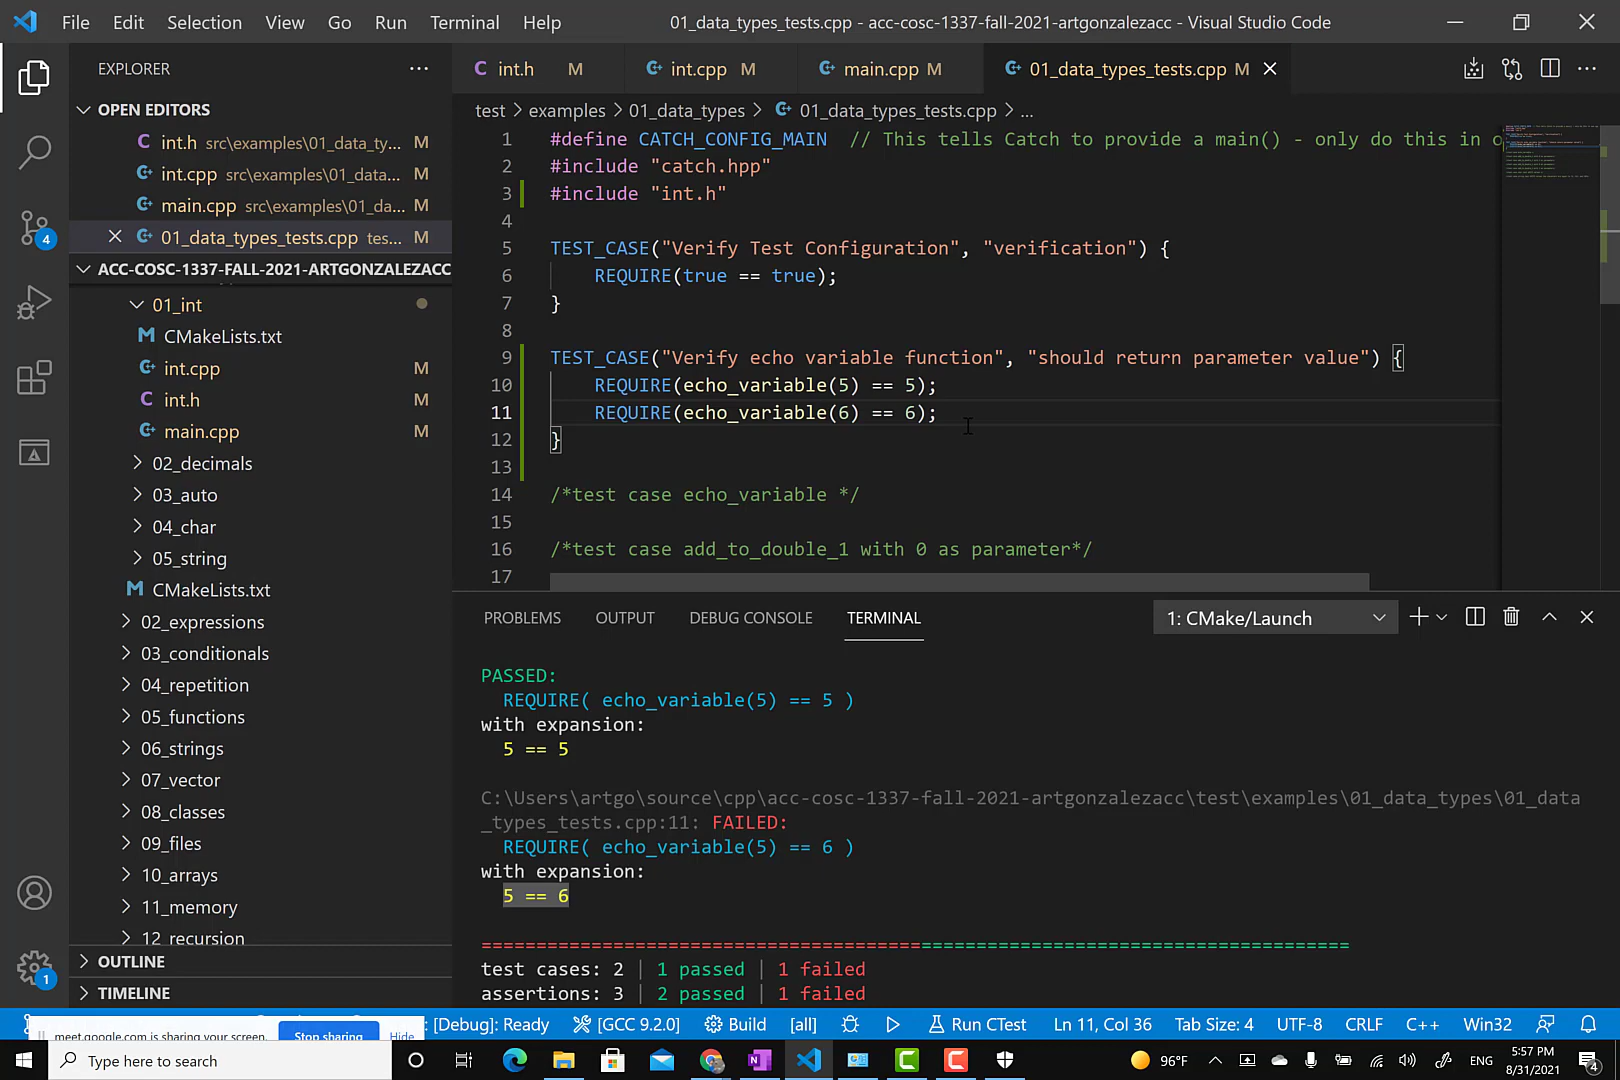 File Edit Selection View Go Run Terminal Help 01_data_types_tests.cpp - acc-cosc-1337-fall-2021-artgonzalezacc - Visual Studio Code
EXPLORER
OPEN EDITORS
int.h src\examples\01_data_ty... M
int.cpp src\examples\01_data... M
main.cpp src\examples\01_da... M
01_data_types_tests.cpp tes... M
ACC-COSC-1337-FALL-2021-ARTGONZALEZACC
01_int
CMakeLists.txt
int.cpp M
int.h M
main.cpp M
02_decimals
03_auto
04_char
05_string
CMakeLists.txt
02_expressions
03_conditionals
04_repetition
05_functions
06_strings
07_vector
08_classes
09_files
10_arrays
11_memory
12_recursion
OUTLINE
TIMELINE
4
1
int.h M int.cpp M main.cpp M 01_data_types_tests.cpp M
test > examples > 01_data_types > 01_data_types_tests.cpp > ...
1 #define CATCH_CONFIG_MAIN // This tells Catch to provide a main() - only do this in o
2 #include "catch.hpp"
3 #include "int.h"
4
5 TEST_CASE("Verify Test Configuration", "verification") {
6 REQUIRE(true == true);
7 }
8
9 TEST_CASE("Verify echo variable function", "should return parameter value") {
10 REQUIRE(echo_variable(5) == 5);
11 REQUIRE(echo_variable(6) == 6);
12 }
13
14 /*test case echo_variable */
15
16 /*test case add_to_double_1 with 0 as parameter*/
17
PROBLEMS OUTPUT DEBUG CONSOLE TERMINAL 1: CMake/Launch
PASSED:
REQUIRE( echo_variable(5) == 5 )
with expansion:
5 == 5
C:\Users\artgo\source\cpp\acc-cosc-1337-fall-2021-artgonzalezacc\test\examples\01_data_types\01_data
_types_tests.cpp:11: FAILED:
REQUIRE( echo_variable(5) == 6 )
with expansion:
5 == 6
===============================================================================
test cases: 2 | 1 passed | 1 failed
assertions: 3 | 2 passed | 1 failed
meet.google.com is sharing your screen. Stop sharing Hide : [Debug]: Ready [GCC 9.2.0] Build [all] Run CTest Ln 11, Col 36 Tab Size: 4 UTF-8 CRLF C++ Win32
Type here to search 96°F ENG 5:57 PM
8/31/2021
4